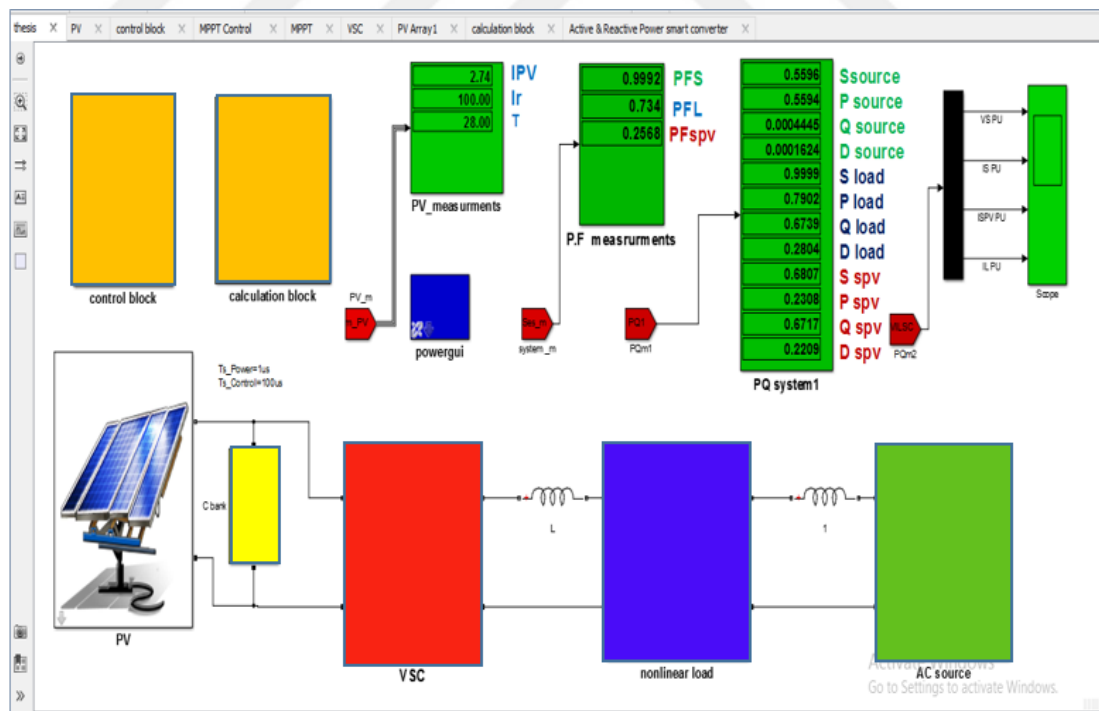 thesis PV control block MPPT Control MPPT VSC PV Array1 calculation block Active & Reactive Power smart converter
control block
calculation block
2.74 IPV
100.00 Ir
28.00 T
PV_measurments
0.9992 PFS
0.734 PFL
0.2568 PFspv
P.F measrurments
0.5596 Ssource
0.5594 P source
0.0004445 Q source
0.0001624 D source
0.9999 S load
0.7902 P load
0.6739 Q load
0.2804 D load
0.6807 S spv
0.2308 P spv
0.6717 Q spv
0.2209 D spv
PQ system1
VS PU
IS PU
ISPV PU
IL PU
Scope
PV_m
m_PV
powergui
Ses_m
system_m
PQ1
PQm1
PQm2
Ts_Power=1us
Ts_Control=100us
C bank
PV
VSC
L
nonlinear load
1
AC source
Activate Windows
Go to Settings to activate Windows.